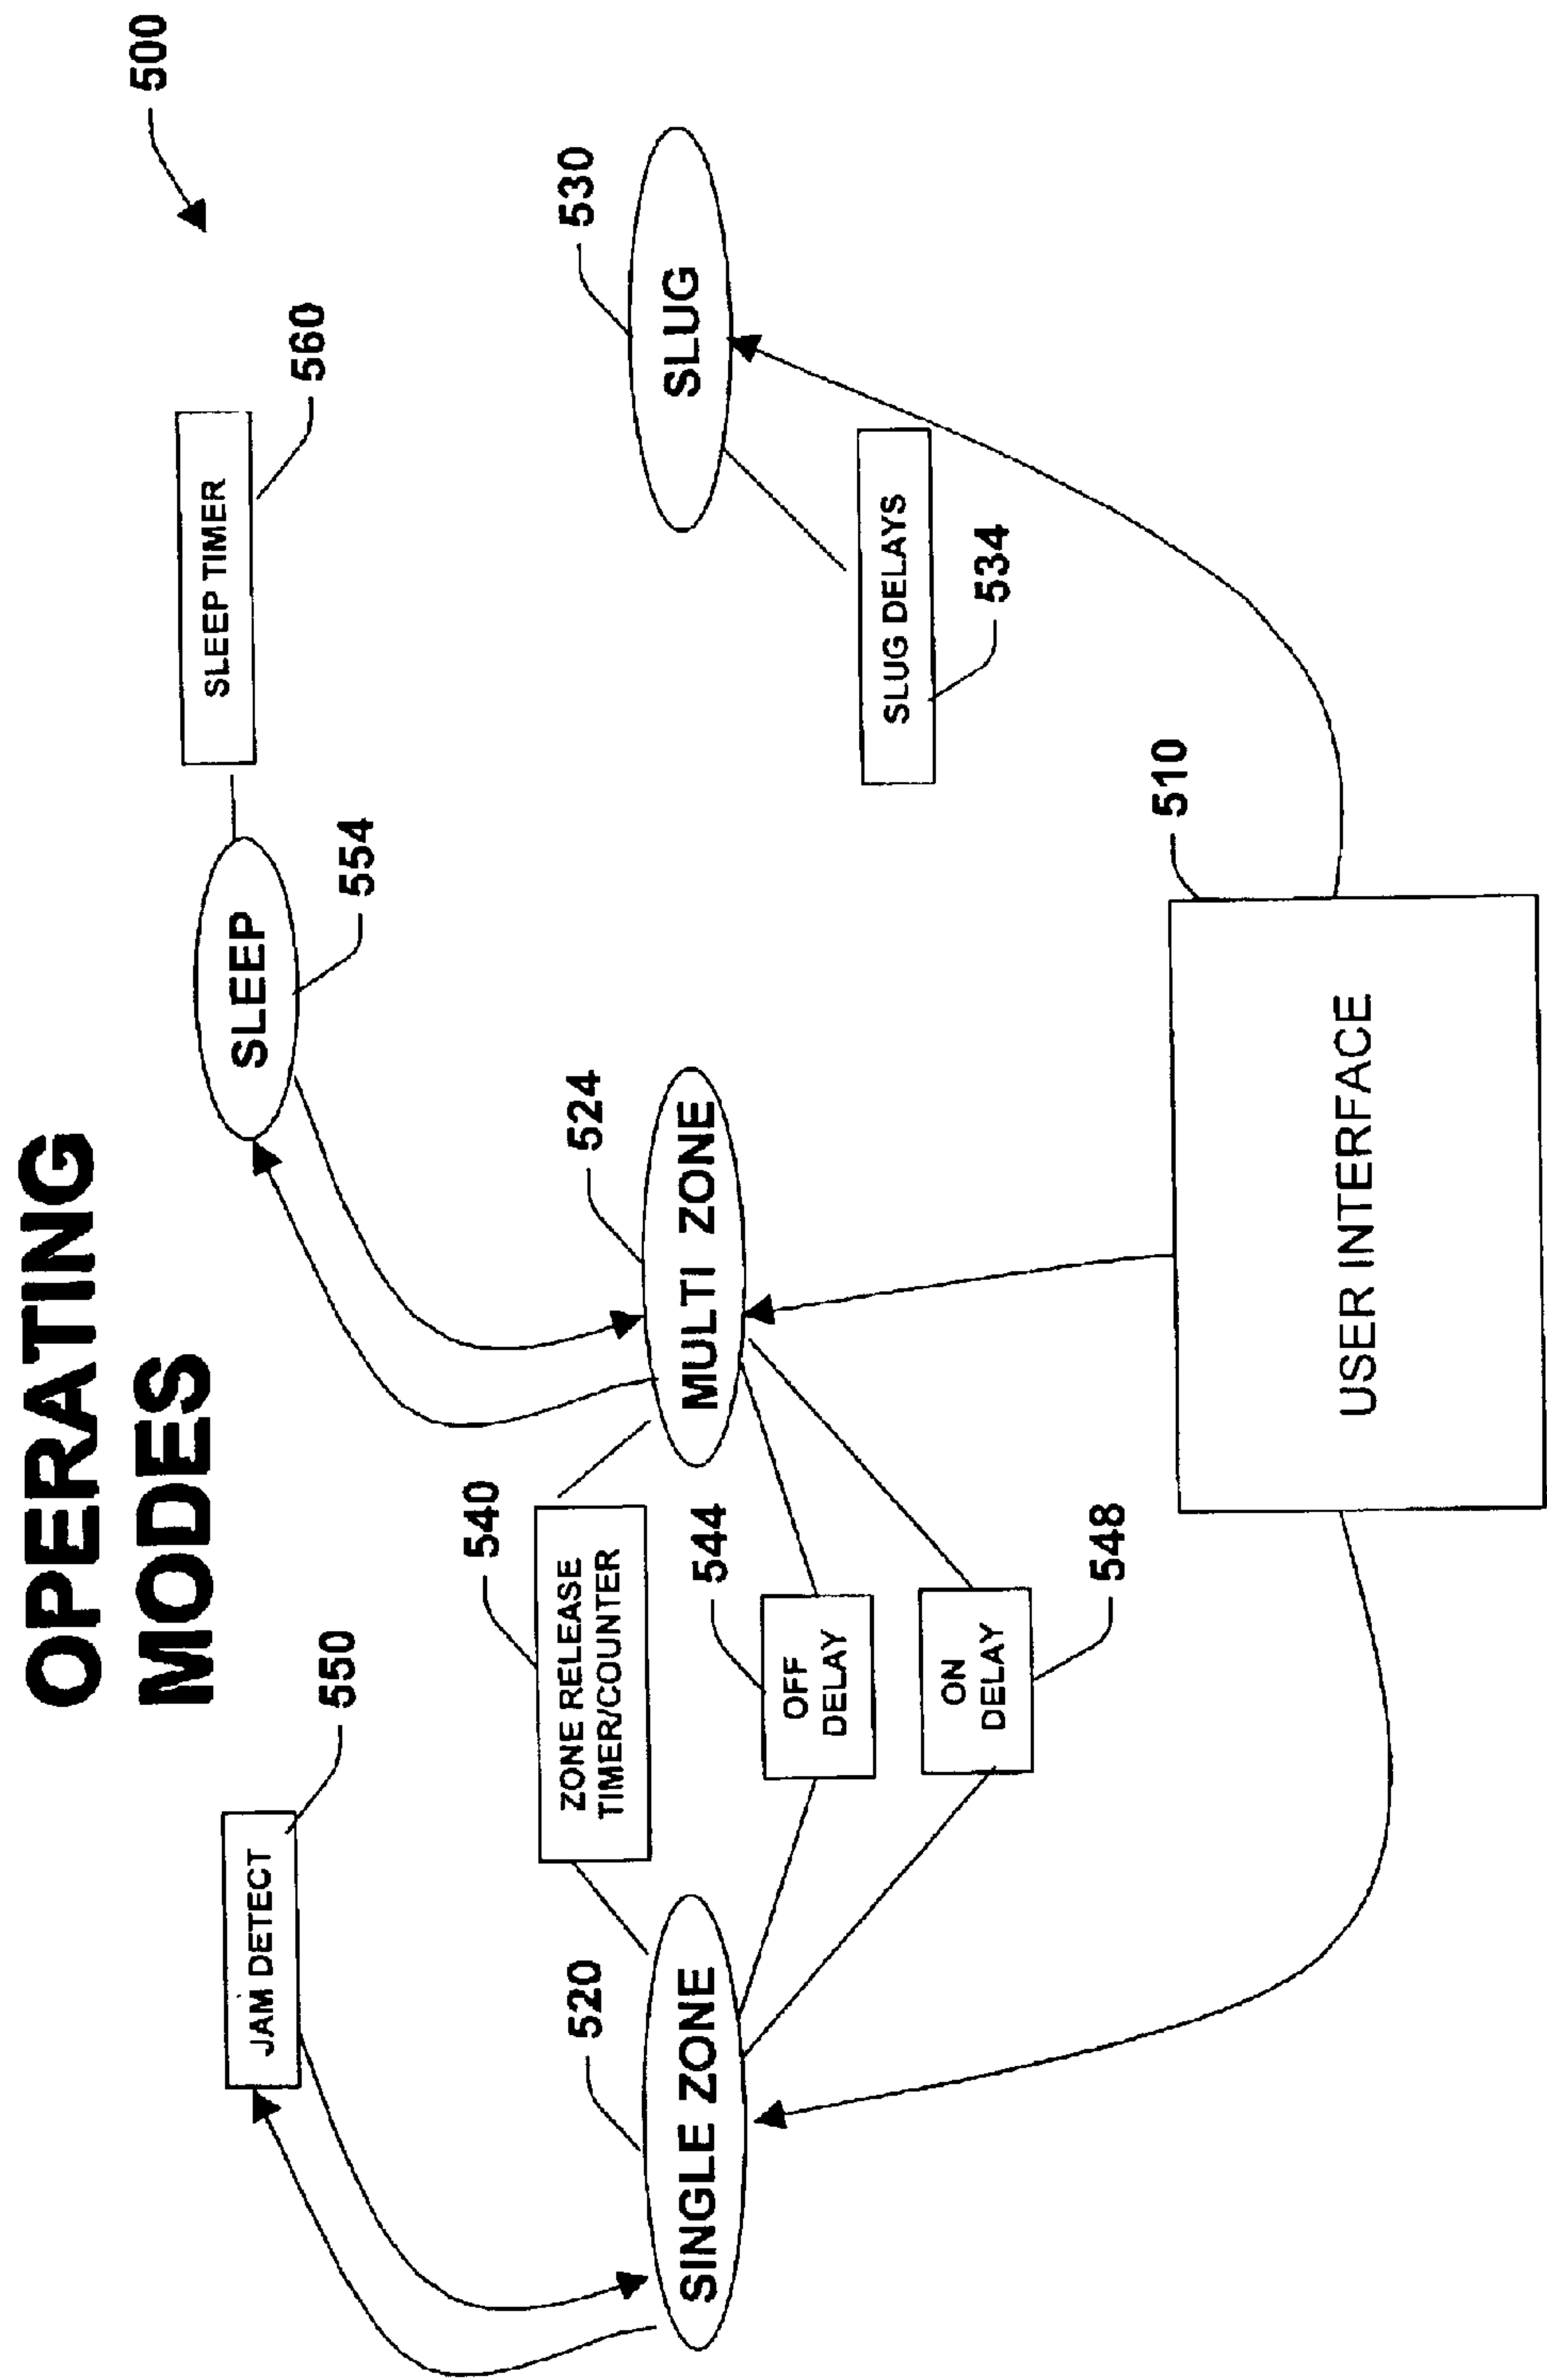 OPERATING
MODES
500
JAM DETECT
550
SLEEP
554
SLEEP TIMER
560
SINGLE ZONE
520
ZONE RELEASE
TIMER/COUNTER
540
MULTI ZONE
524
SLUG
530
OFF
DELAY
544
ON
DELAY
548
SLUG DELAYS
534
USER INTERFACE
510